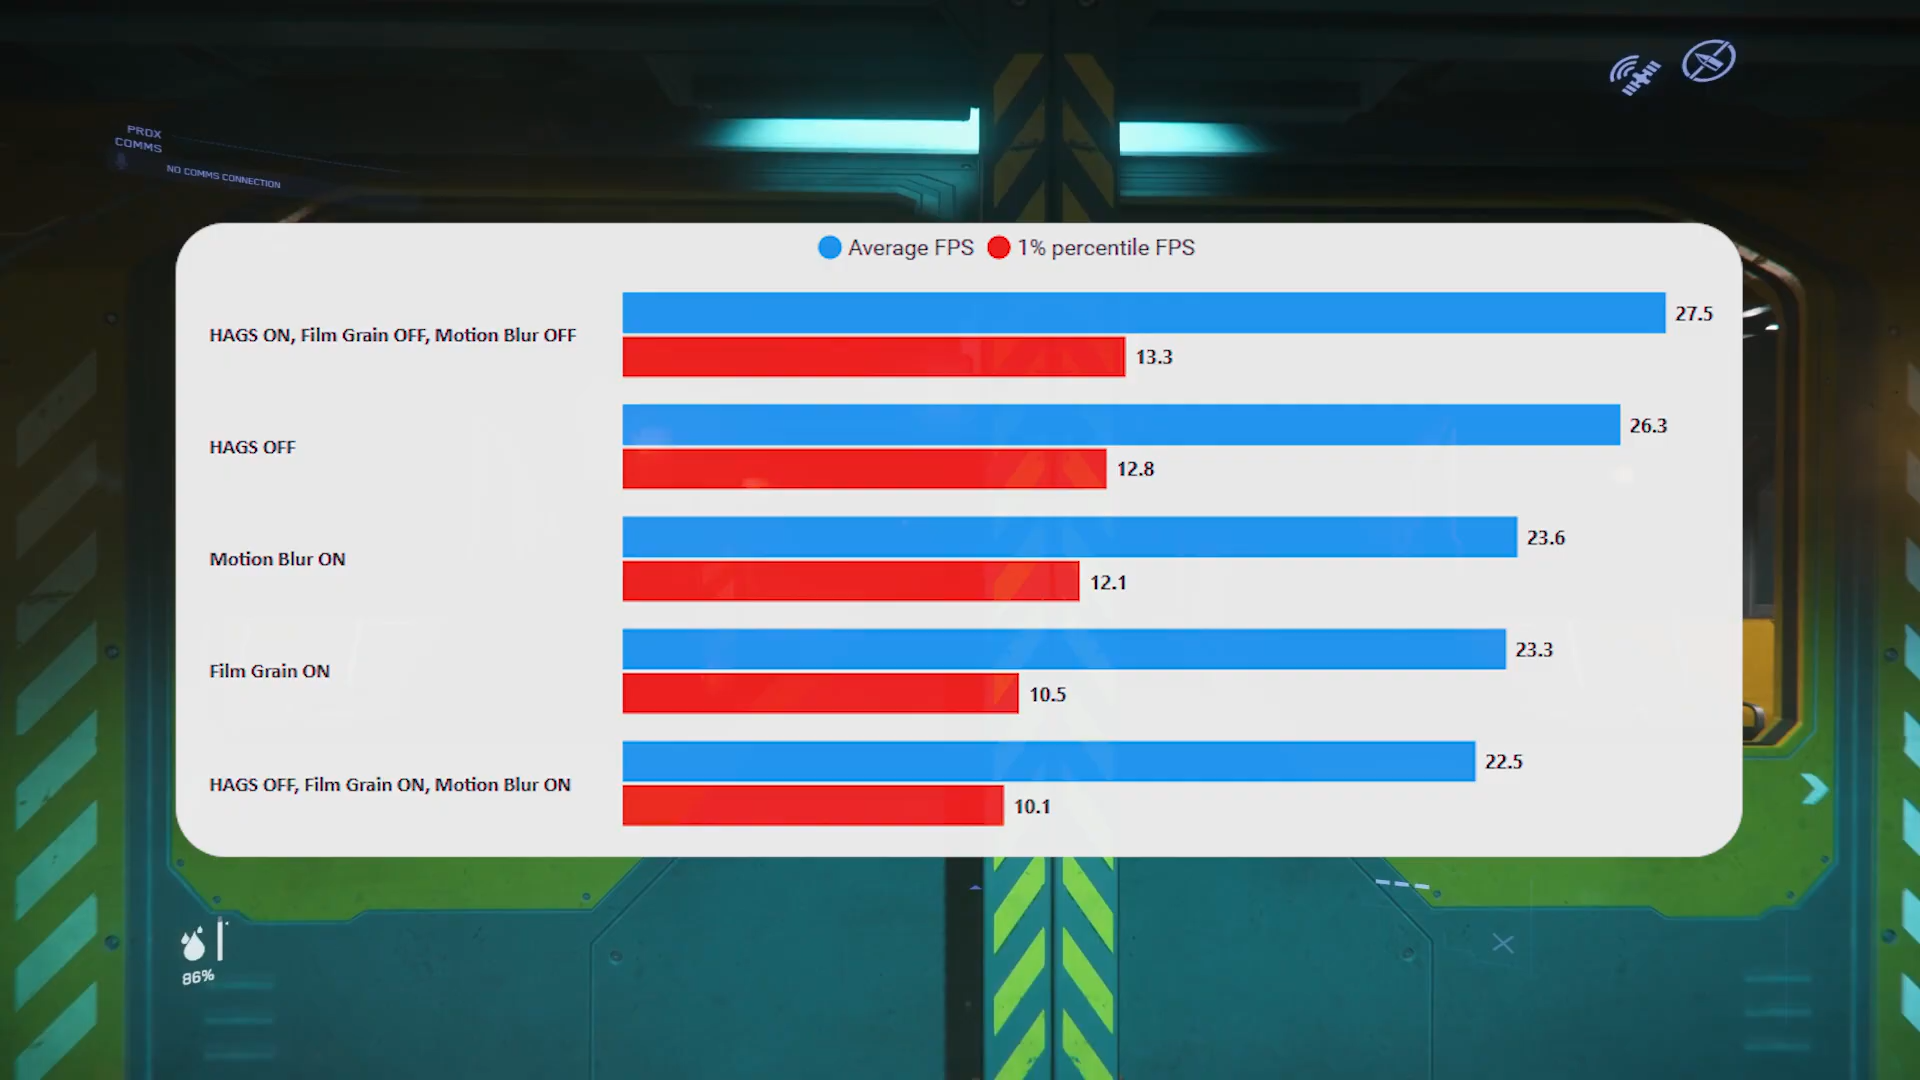 PROX
COMMS
NO COMMS CONNECTION
Average FPS 1% percentile FPS
HAGS ON, Film Grain OFF, Motion Blur OFF
27.5
13.3
HAGS OFF
26.3
12.8
Motion Blur ON
23.6
12.1
Film Grain ON
23.3
10.5
HAGS OFF, Film Grain ON, Motion Blur ON
22.5
10.1
86%